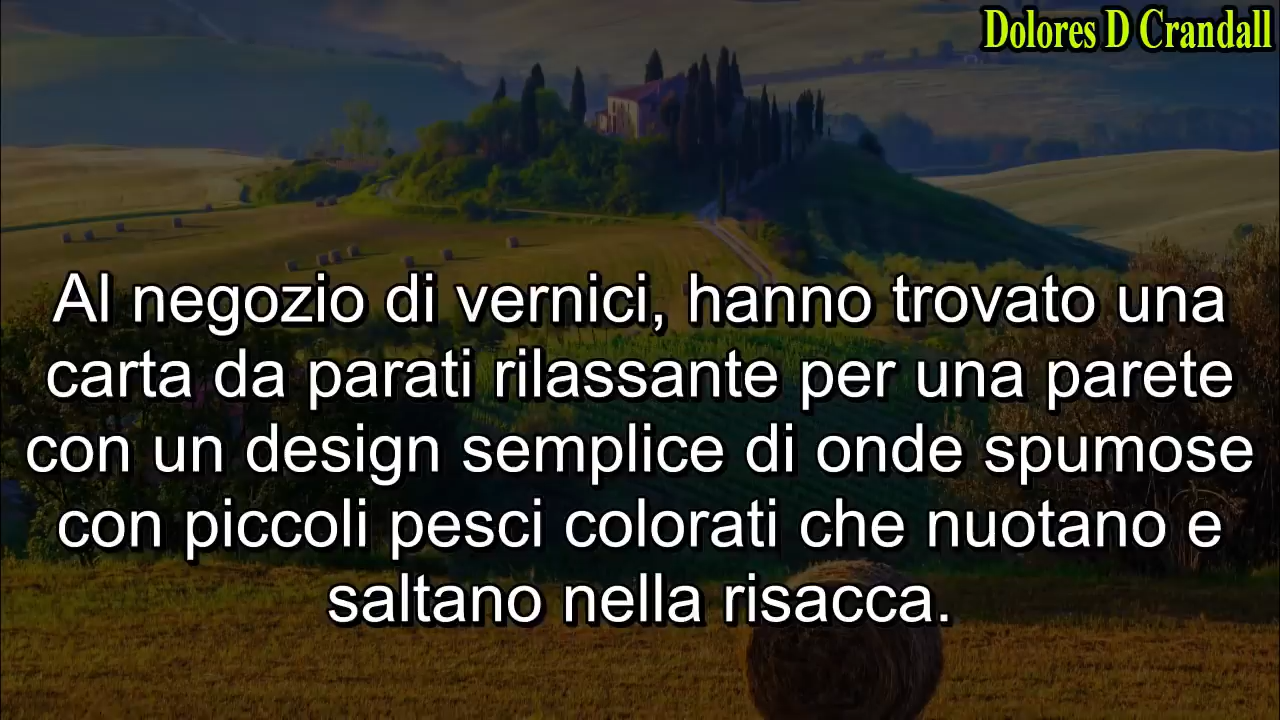 Dolores D Crandall
Al negozio di vernici, hanno trovato una
carta da parati rilassante per una parete
con un design semplice di onde spumose
con piccoli pesci colorati che nuotano e
saltano nella risacca.